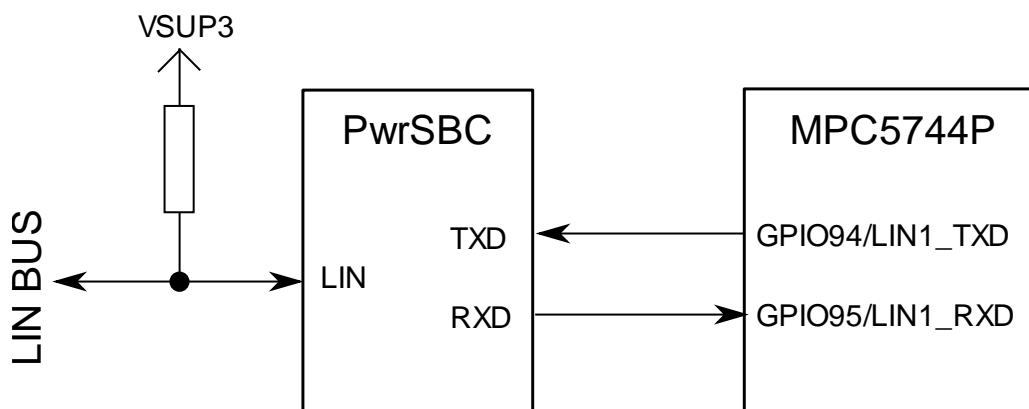 VSUP3
PwrSBC
MPC5744P
TXD
GPIO94/LIN1_TXD
LIN BUS
LIN
RXD
GPIO95/LIN1_RXD